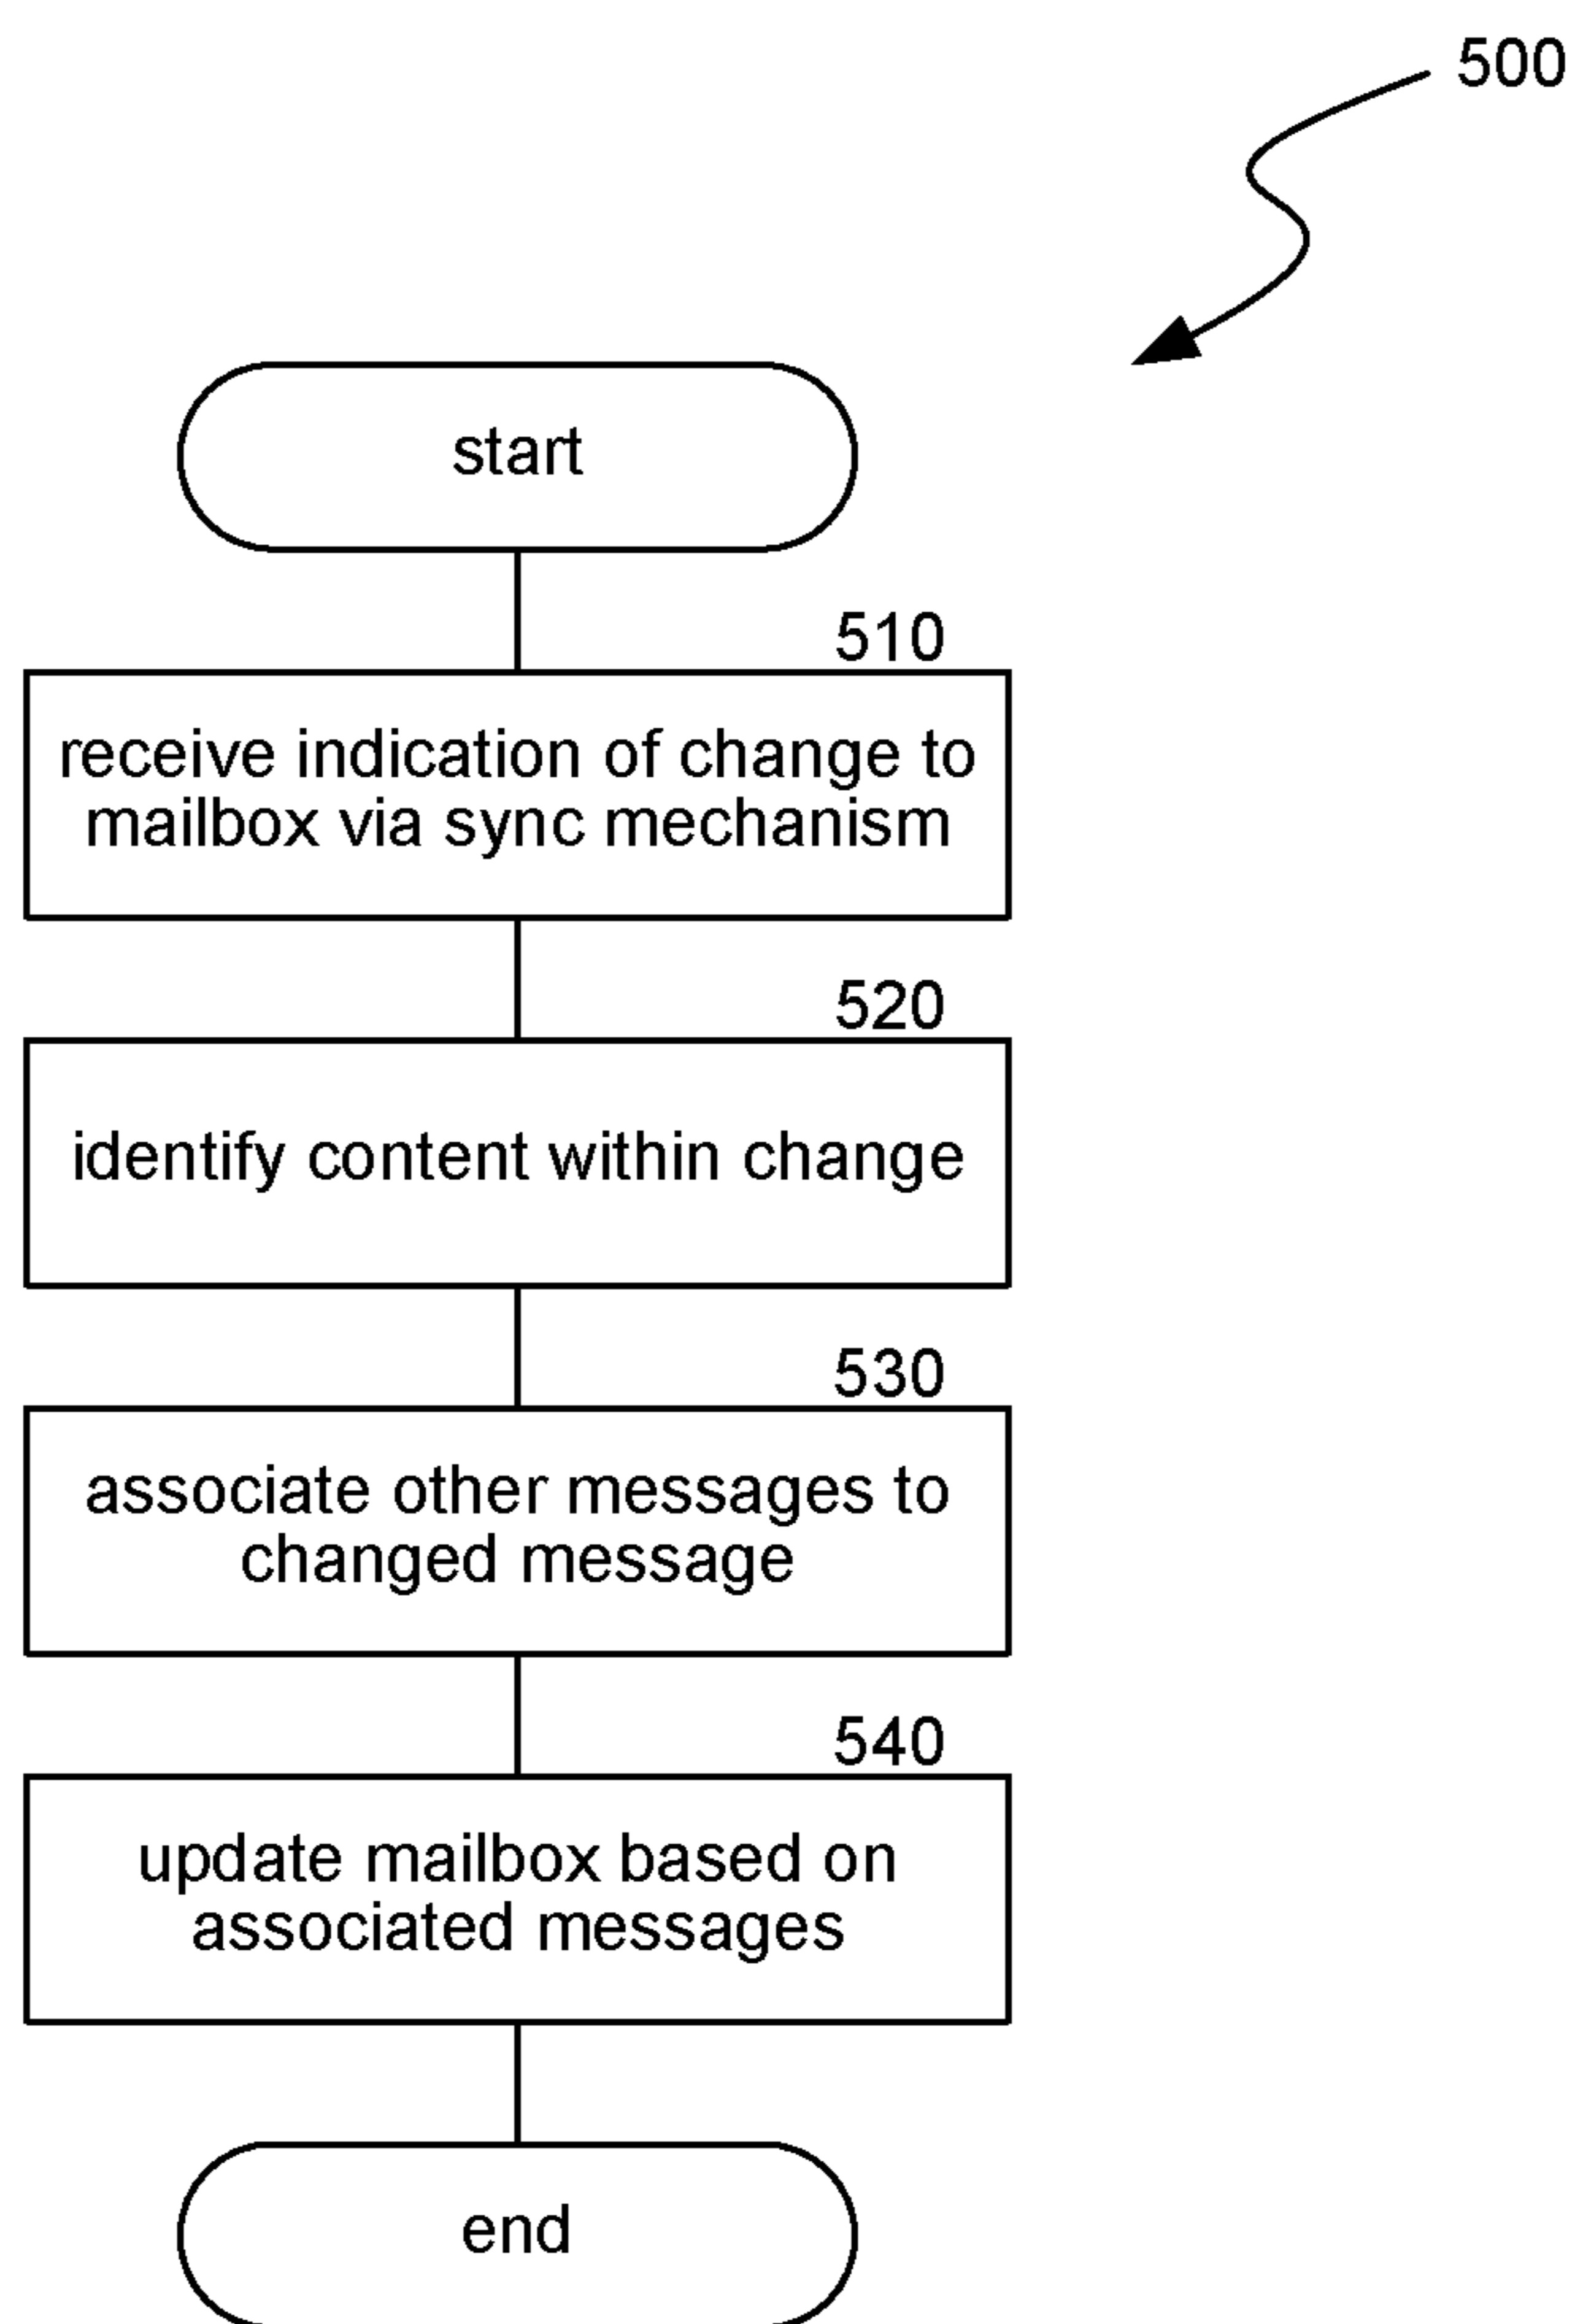 500
start
510
receive indication of change to
mailbox via sync mechanism
520
identify content within change
530
associate other messages to
changed message
540
update mailbox based on
associated messages
end